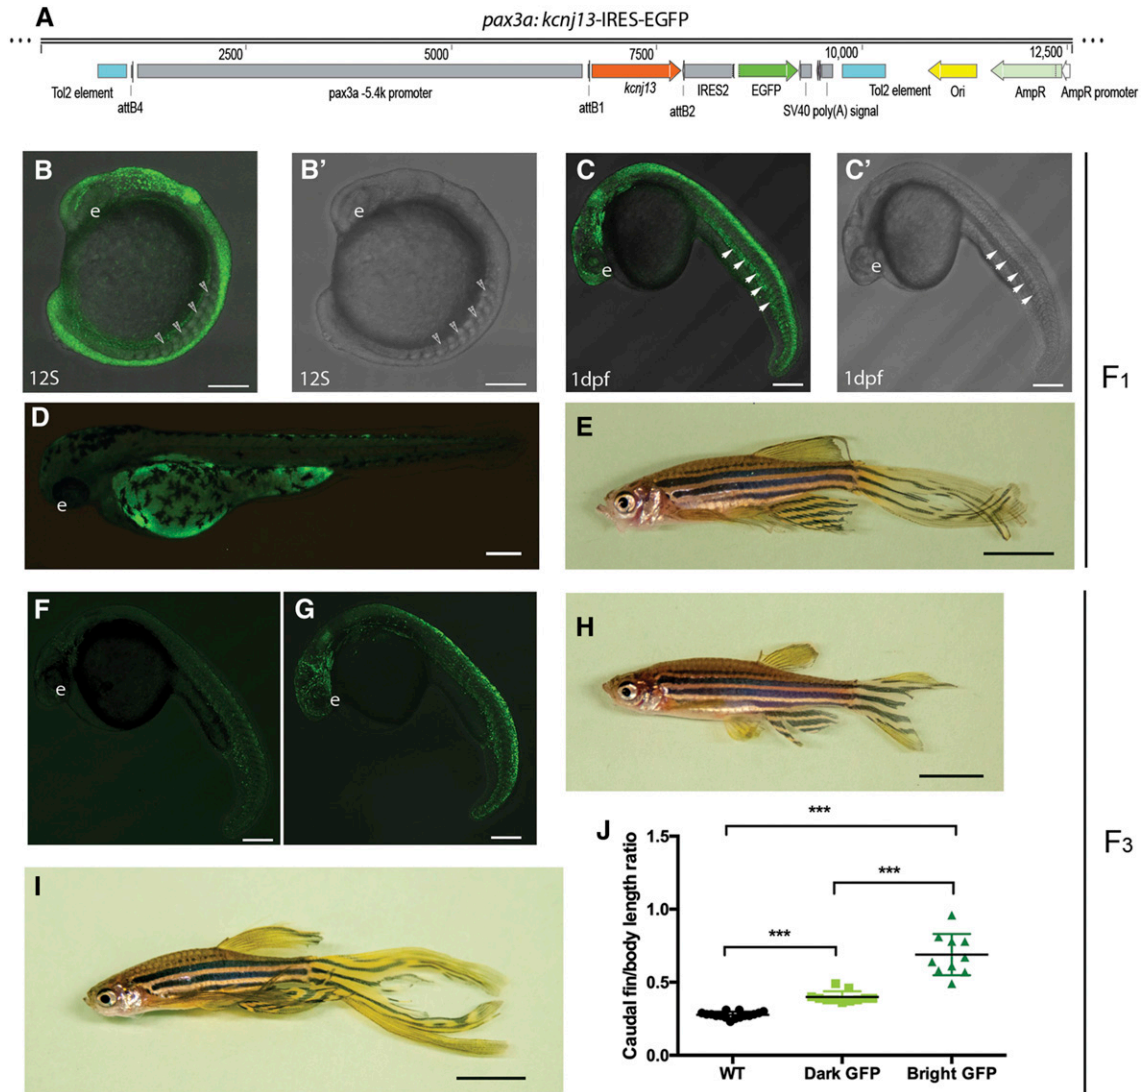 A
pax3a: kcnj13-IRES-EGFP
... ...
2500 5000 7500 10,000 12,500
Tol2 element attB4 pax3a -5.4k promoter attB1 kcnj13 attB2 IRES2 EGFP SV40 poly(A) signal Tol2 element Ori AmpR AmpR promoter
B e 12S
B' e 12S
C e 1dpf
C' e 1dpf
F1
D e
E
F e
G e
H
F3
I
J
Caudal fin/body length ratio
1.5
1.0
0.5
0.0
***
***
***
WT Dark GFP Bright GFP